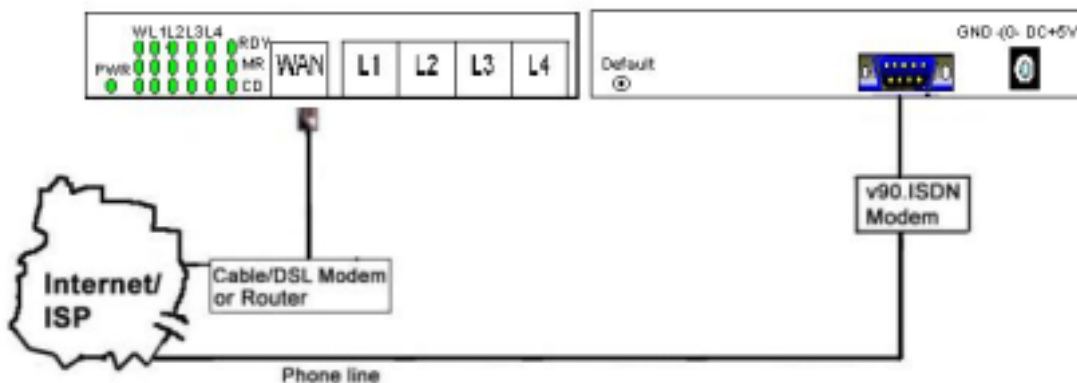 WL1L2L3L4
RDY
PWR
MR
CD
WAN
L1
L2
L3
L4
Default
GND -(0- DC+5V
v90.ISDN
Modem
Internet/
ISP
Cable/DSL Modem
or Router
Phone line